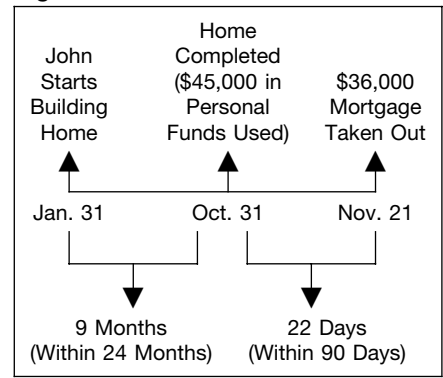 John
Starts
Building
Home
Home
Completed
($45,000 in
Personal
Funds Used)
$36,000
Mortgage
Taken Out
Jan. 31
Oct. 31
Nov. 21
9 Months
(Within 24 Months)
22 Days
(Within 90 Days)